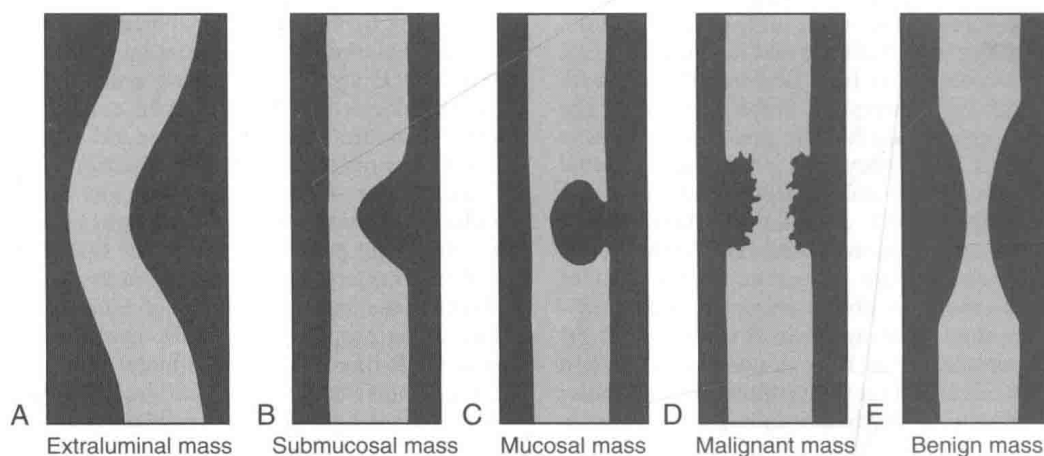 A
Extraluminal mass
B
Submucosal mass
C
Mucosal mass
D
Malignant mass
E
Benign mass